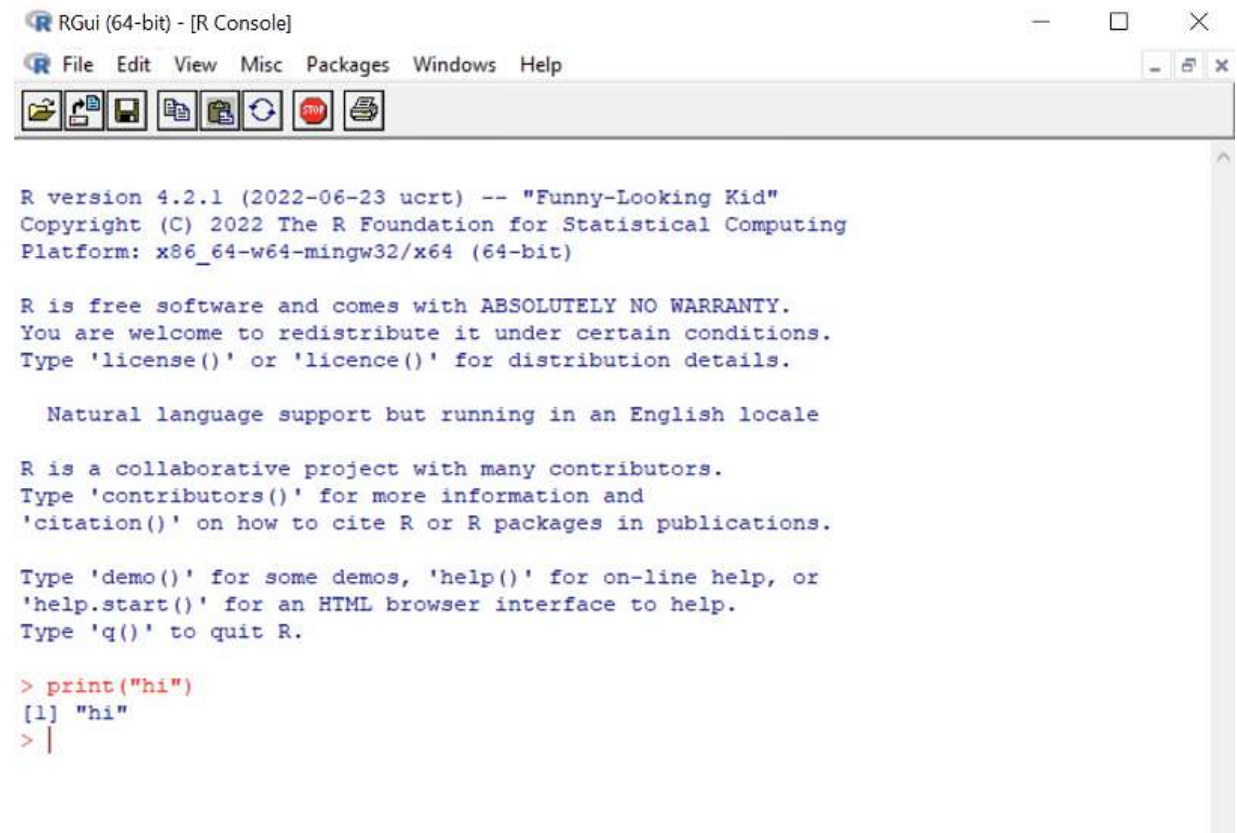 RGui (64-bit) - [R Console]
File Edit View Misc Packages Windows Help
STOP
R version 4.2.1 (2022-06-23 ucrt) -- "Funny-Looking Kid"
Copyright (C) 2022 The R Foundation for Statistical Computing
Platform: x86_64-w64-mingw32/x64 (64-bit)
R is free software and comes with ABSOLUTELY NO WARRANTY.
You are welcome to redistribute it under certain conditions.
Type 'license()' or 'licence()' for distribution details.
Natural language support but running in an English locale
R is a collaborative project with many contributors.
Type 'contributors()' for more information and
'citation()' on how to cite R or R packages in publications.
Type 'demo()' for some demos, 'help()' for on-line help, or
'help.start()' for an HTML browser interface to help.
Type 'q()' to quit R.
> print("hi")
[1] "hi"
>